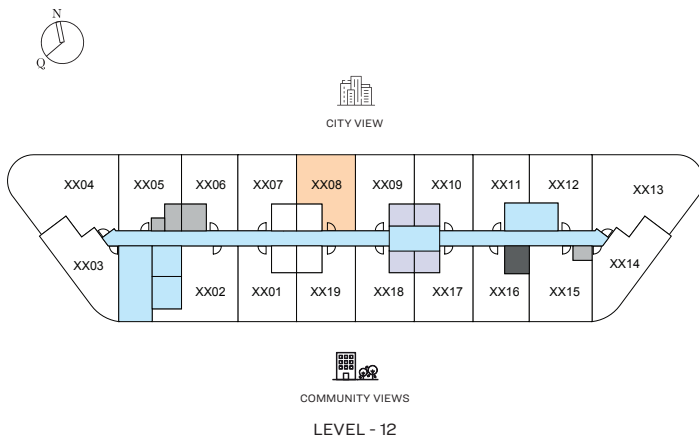 N
Q
CITY VIEW
XX04 XX05 XX06 XX07 XX08 XX09 XX10 XX11 XX12 XX13
XX03 XX14
XX02 XX01 XX19 XX18 XX17 XX16 XX15
COMMUNITY VIEWS
LEVEL - 12